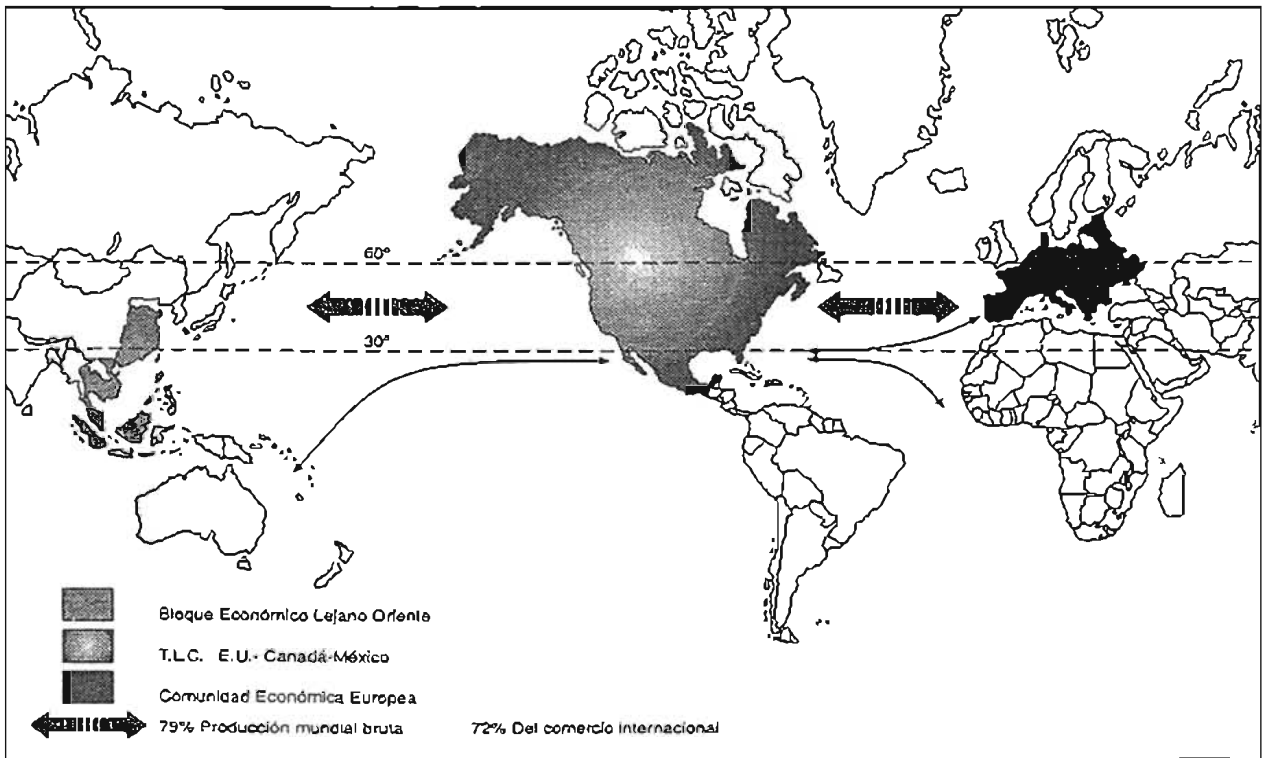 60°
30°
Bloque Económico Lejano Oriente
T.L.C. E.U.- Canadá-México
Comunidad Económica Europea
79% Producción mundial bruta 72% Del comercio internacional